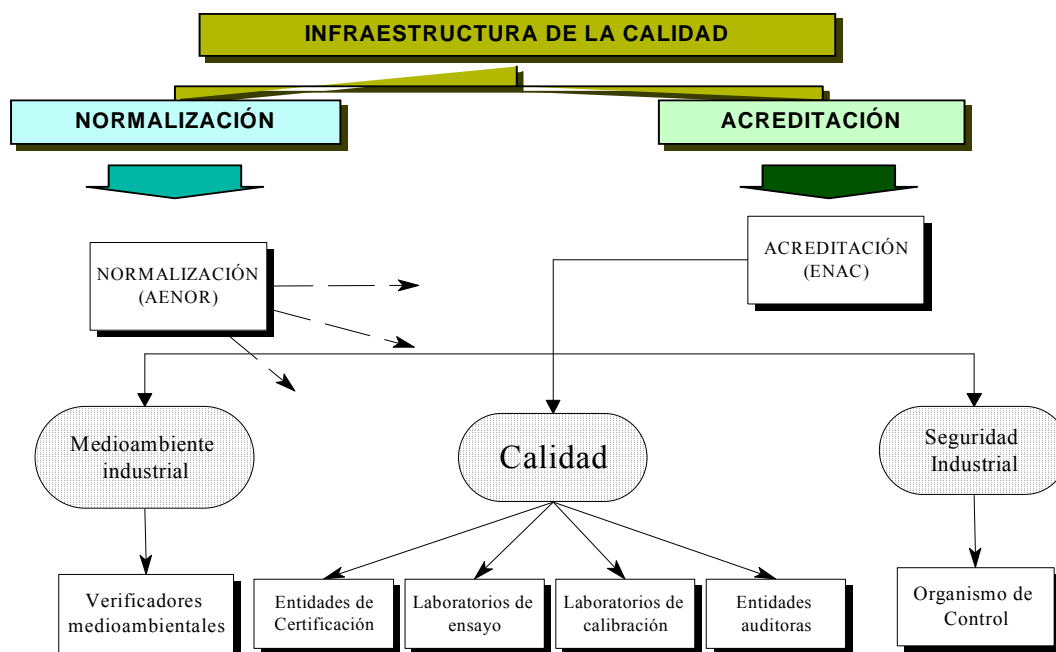 INFRAESTRUCTURA DE LA CALIDAD
NORMALIZACIÓN
ACREDITACIÓN
NORMALIZACIÓN
(AENOR)
ACREDITACIÓN
(ENAC)
Medioambiente
industrial
Calidad
Seguridad
Industrial
Verificadores
medioambientales
Entidades de
Certificación
Laboratorios de
ensayo
Laboratorios de
calibración
Entidades
auditoras
Organismo de
Control